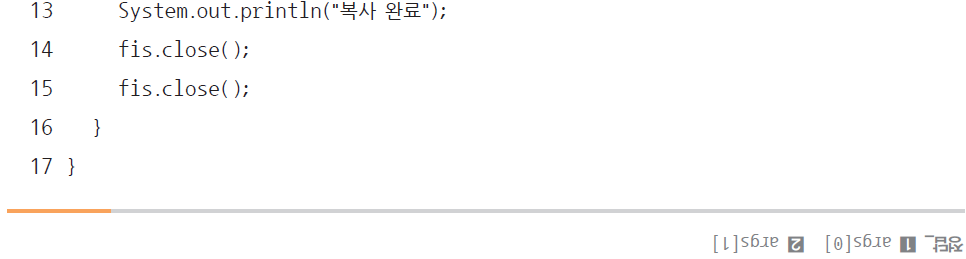 13 System.out.println("복사 완료");
14 fis.close();
15 fis.close();
16 }
17 }
정답_ 1 args[0] 2 args[1]